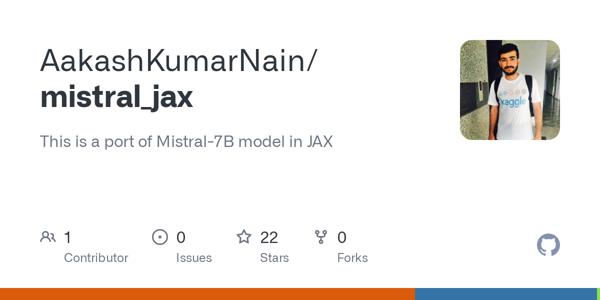 AakashKumarNain/
mistral_jax
This is a port of Mistral-7B model in JAX
kaggle
1
Contributor
0
Issues
22
Stars
0
Forks